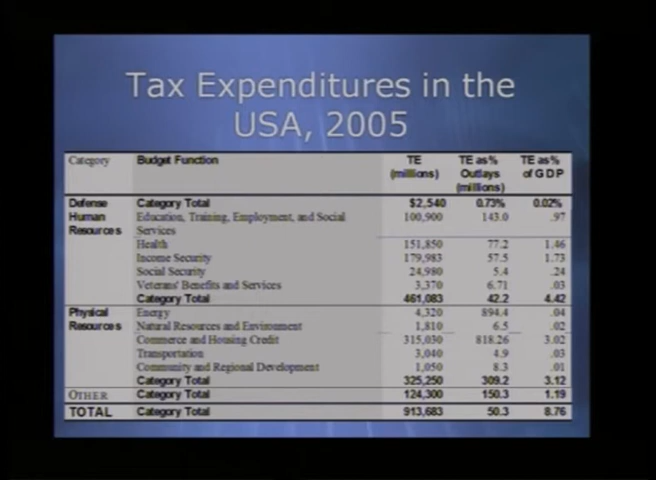 Tax Expenditures in the
USA, 2005
Category Budget Function TE TE as% TE as%
(millions) Outlays of GDP
(millions)
Defense Category Total $2,540 0.73% 0.02%
Human Education, Training, Employment, and Social 100,900 143.0 .97
Resources Services
Health 151,850 77.2 1.46
Income Security 179,983 57.5 1.73
Social Security 24,980 5.4 .24
Veterans' Benefits and Services 3,370 6.71 .03
Category Total 461,083 42.2 4.42
Physical Energy 4,320 894.4 .04
Resources Natural Resources and Environment 1,810 6.5 .02
Commerce and Housing Credit 315,030 818.26 3.02
Transportation 3,040 4.9 .03
Community and Regional Development 1,050 8.3 .01
Category Total 325,250 309.2 3.12
OTHER Category Total 124,300 150.3 1.19
TOTAL Category Total 913,683 50.3 8.76